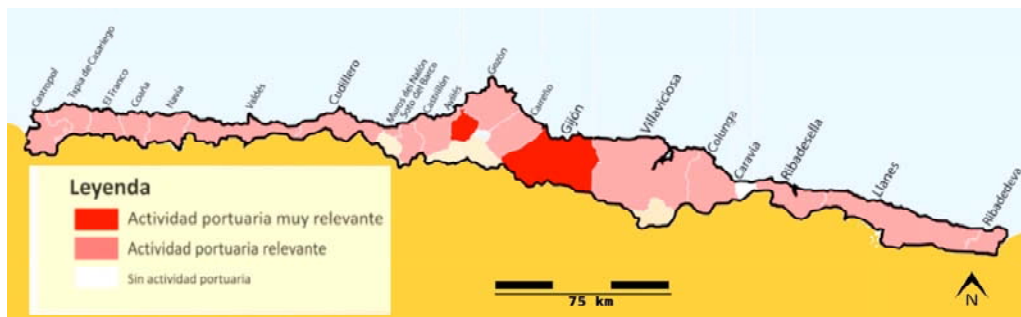 Castropol
Tapia de Casariego
El Franco
Coaña
Navia
Valdés
Cudillero
Muros del Nalón
Soto del Barco
Castrillón
Avilés
Gozón
Carreño
Gijón
Villaviciosa
Colunga
Caravia
Ribadesella
Llanes
Ribadedeva
Leyenda
Actividad portuaria muy relevante
Actividad portuaria relevante
Sin actividad portuaria
75 km
N